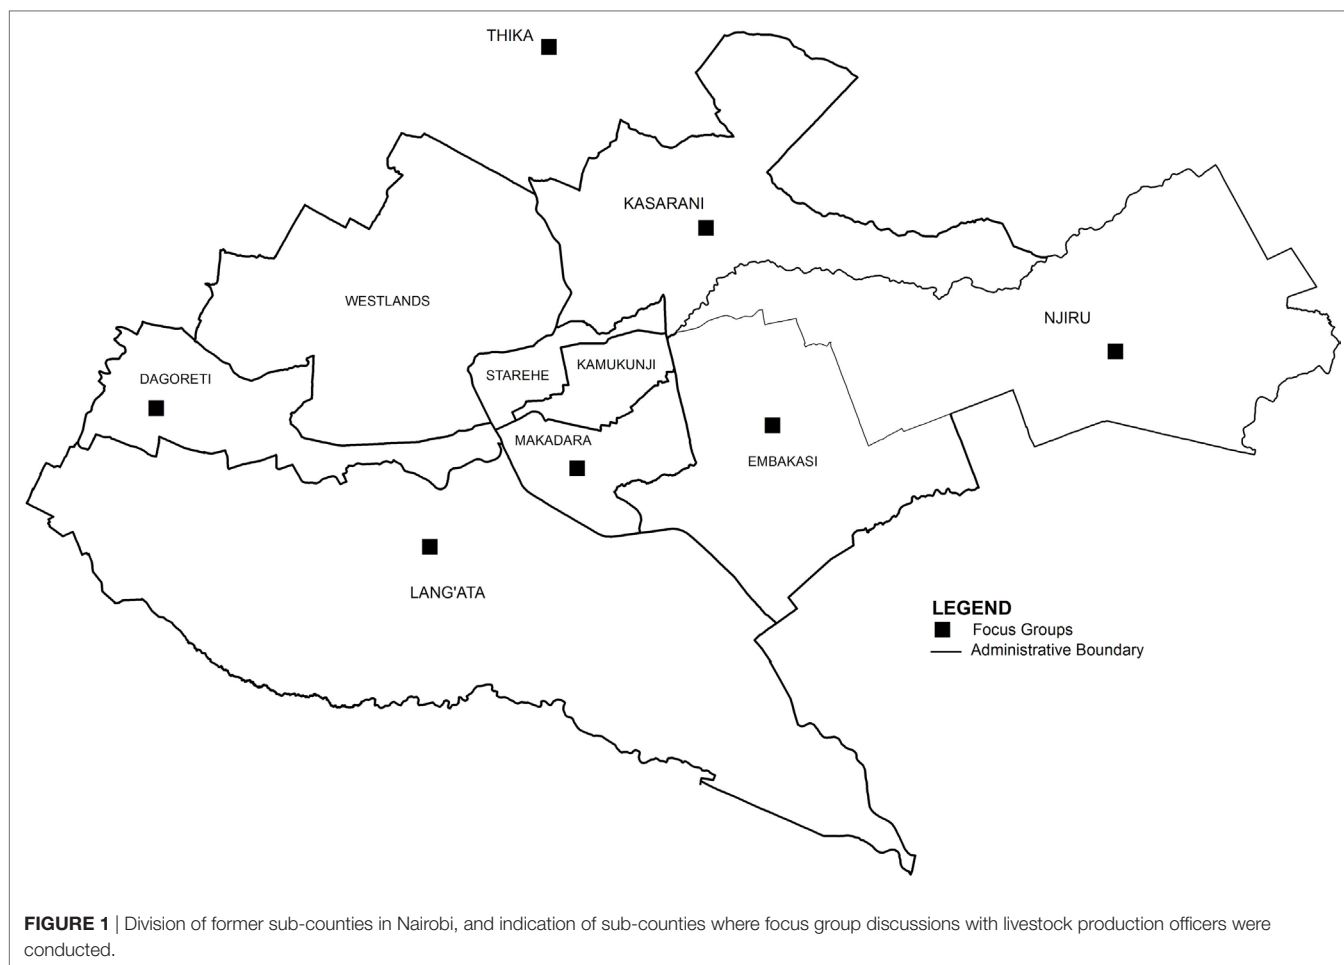 THIKA
KASARANI
WESTLANDS
NJIRU
DAGORETI
STAREHE
KAMUKUNJI
MAKADARA
EMBAKASI
LANG'ATA
LEGEND
Focus Groups
Administrative Boundary
FIGURE 1 | Division of former sub-counties in Nairobi, and indication of sub-counties where focus group discussions with livestock production officers were
conducted.